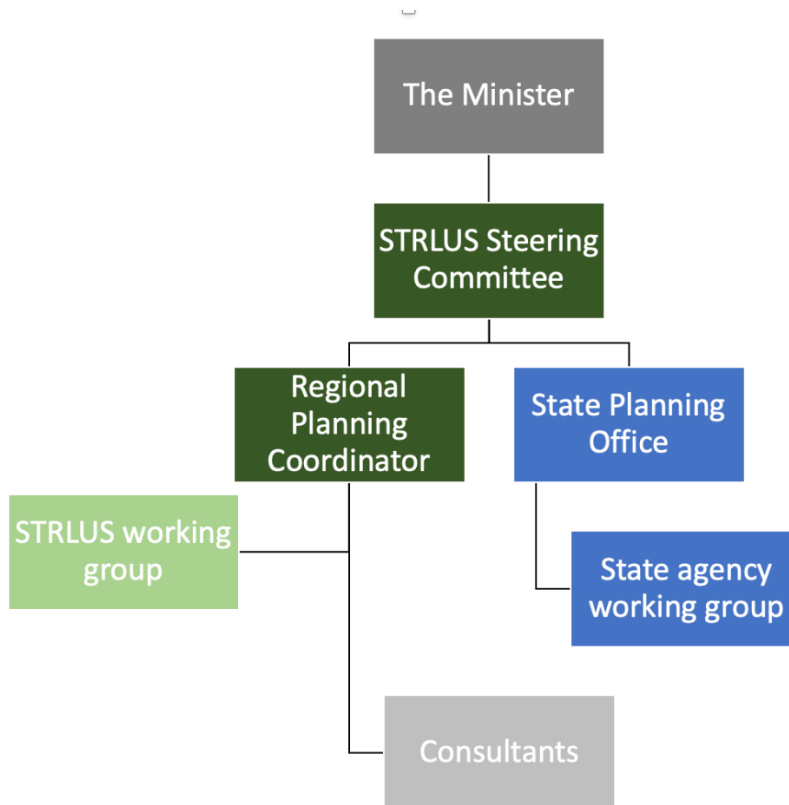 The Minister
STRLUS Steering
Committee
Regional
Planning
Coordinator
State Planning
Office
STRLUS working
group
State agency
working group
Consultants